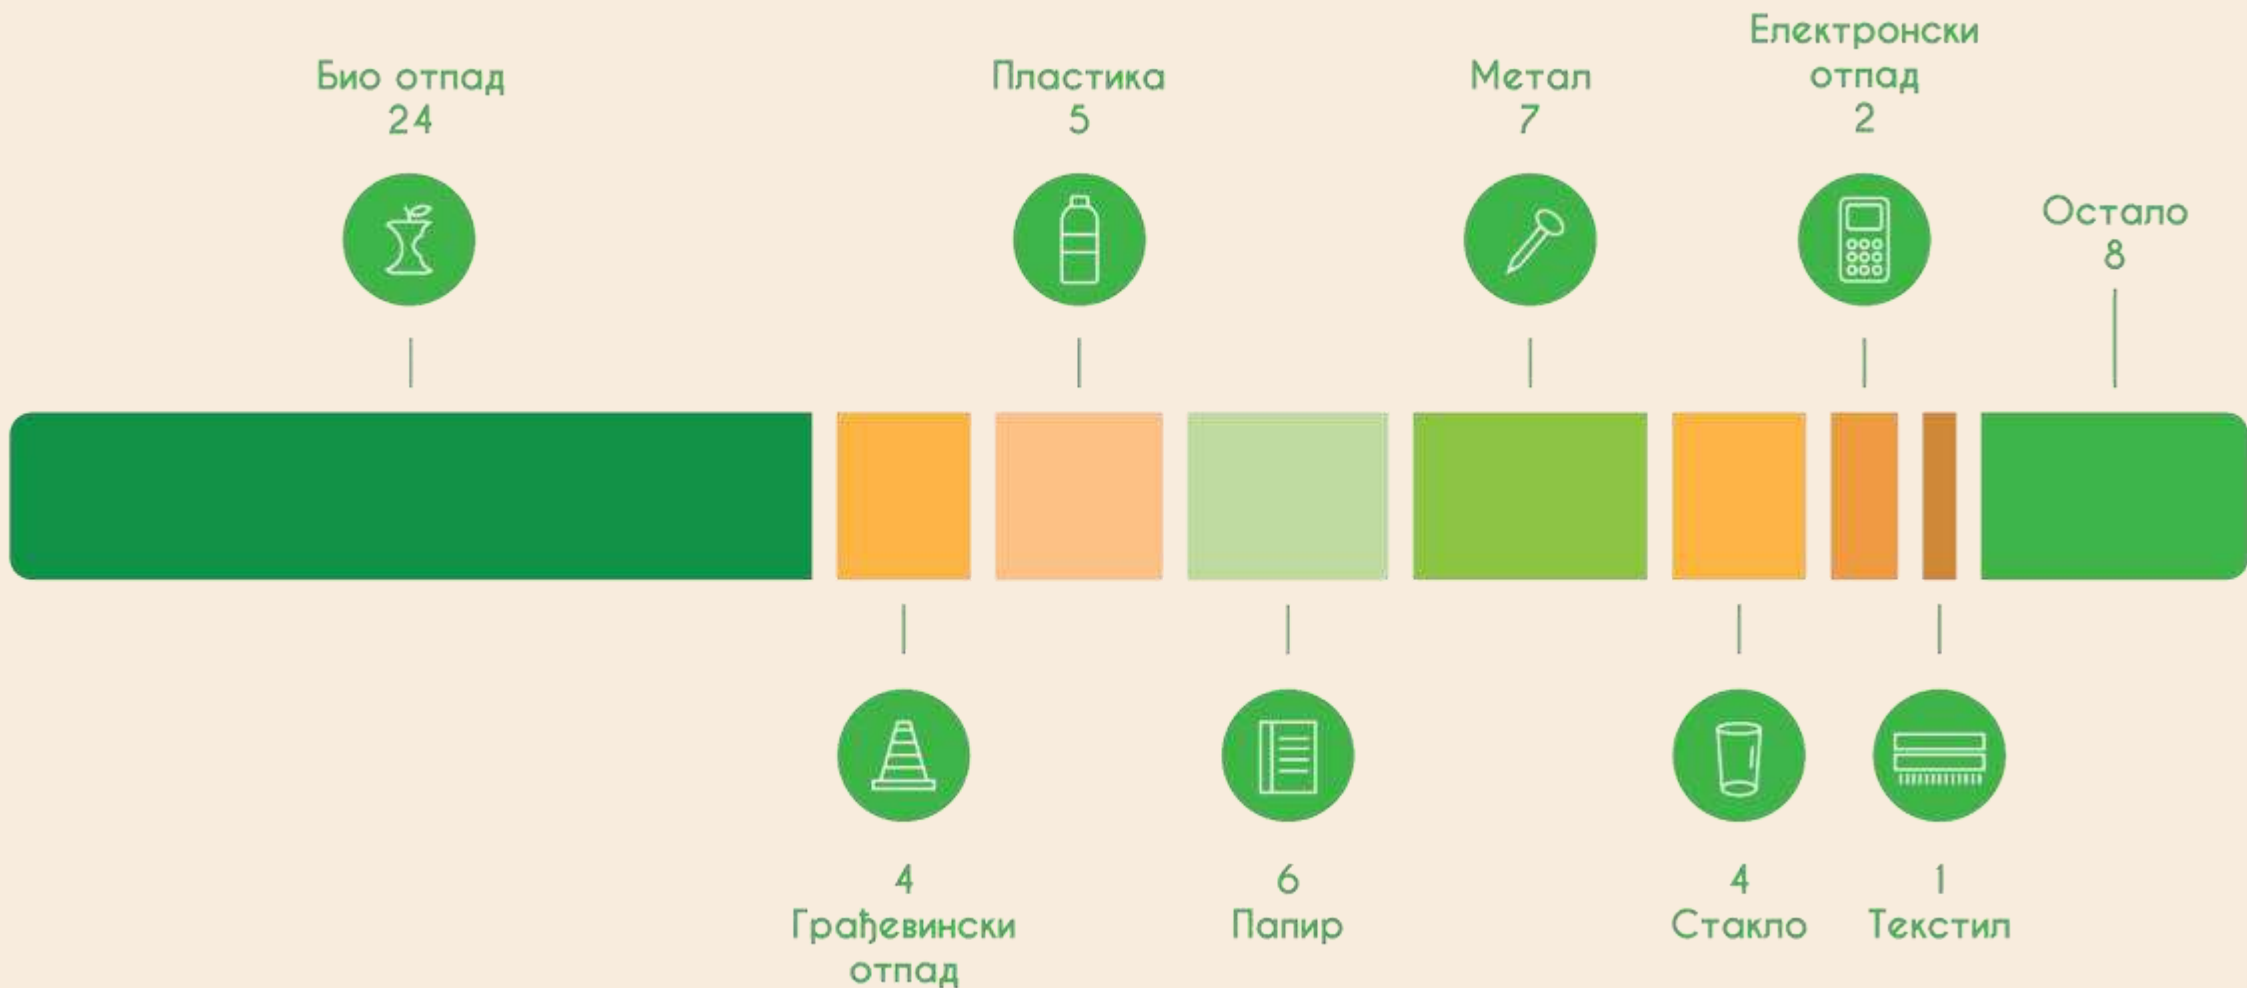 Био отпад
24
Пластика
5
Метал
7
Електронски
отпад
2
Остало
8
4
Грађевински
отпад
6
Папир
4
Стакло
1
Текстил